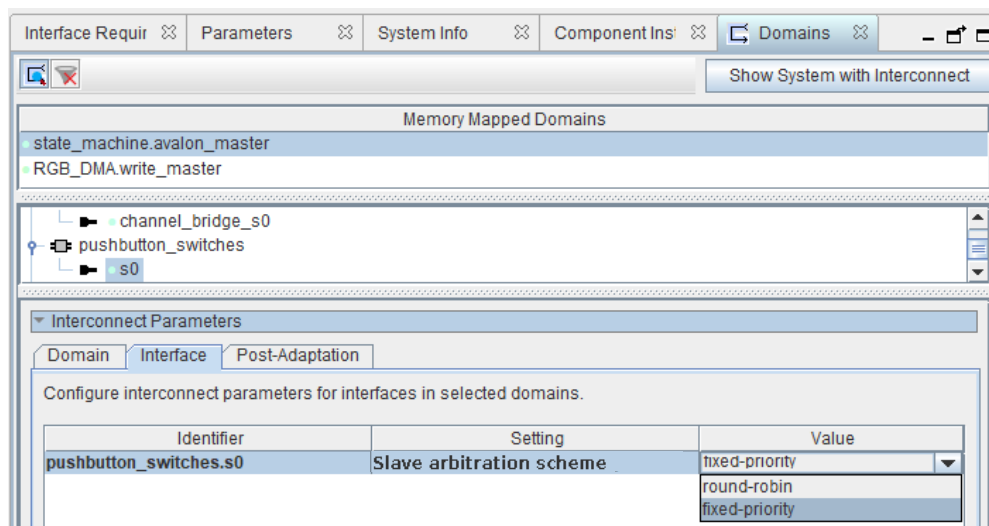 Interface Requir Parameters System Info Component Ins Domains
Show System with Interconnect
Memory Mapped Domains
state_machine.avalon_master
RGB_DMA.write_master
channel_bridge_s0
pushbutton_switches
s0
Interconnect Parameters
Domain Interface Post-Adaptation
Configure interconnect parameters for interfaces in selected domains.
Identifier Setting Value
pushbutton_switches.s0 Slave arbitration scheme fixed-priority
round-robin
fixed-priority